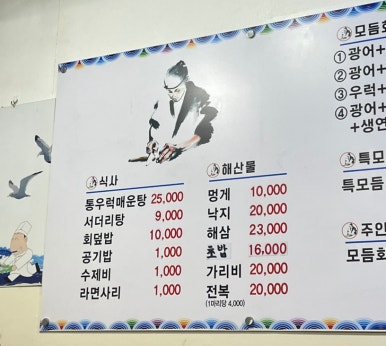 식사
통우럭매운탕 25,000
서더리탕 9,000
회덮밥 10,000
공기밥 1,000
수제비 1,000
라면사리 1,000
해산물
멍게 10,000
낙지 20,000
해삼 23,000
초밥 16,000
가리비 20,000
전복 20,000
(1마리당 4,000)
모듬회
① 광어+
② 광어+
③ 우럭+
④ 광어+
+생연
특모
특모듬
주인
모듬회